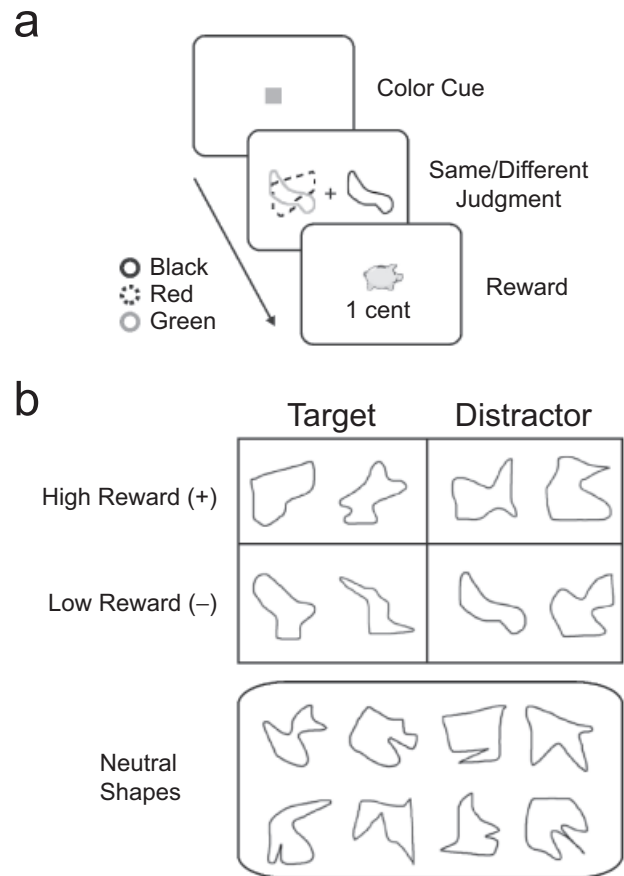 a
Color Cue
+
Same/Different
Judgment
Black
Red
Green
1 cent
Reward
b
Target Distractor
High Reward (+)
Low Reward (–)
Neutral
Shapes